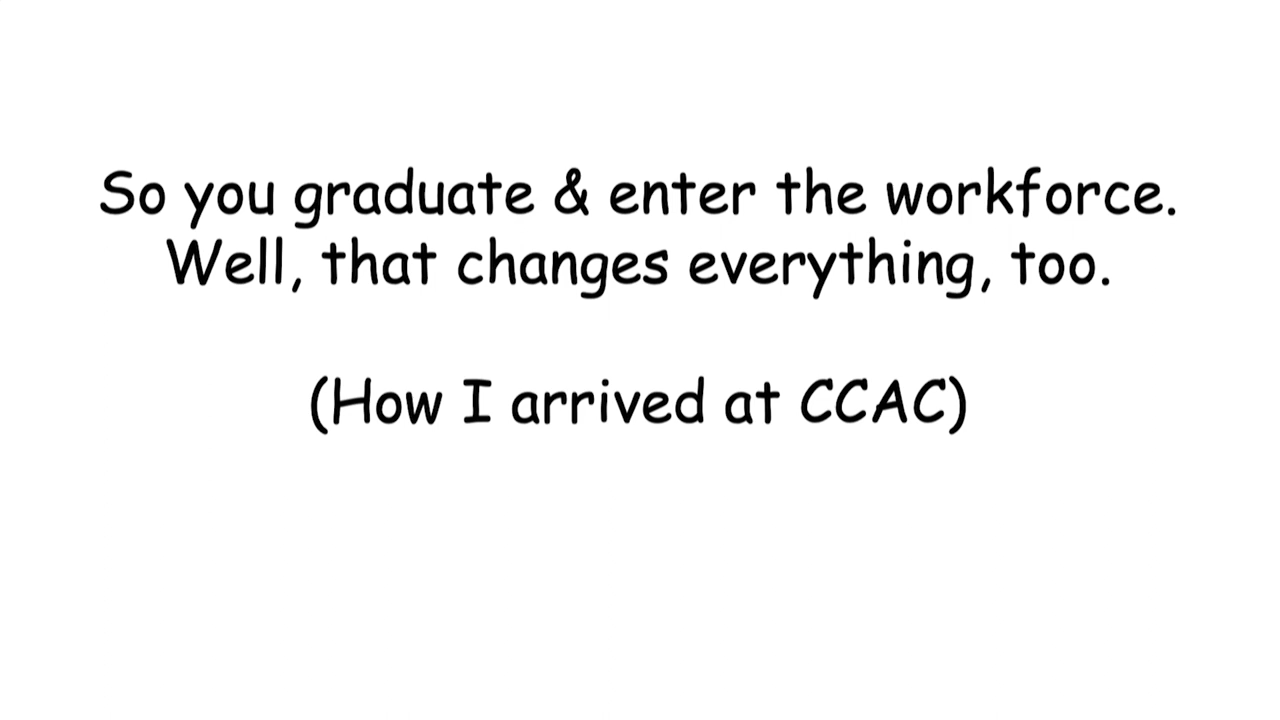 So you graduate & enter the workforce.
Well, that changes everything, too.
(How I arrived at CCAC)